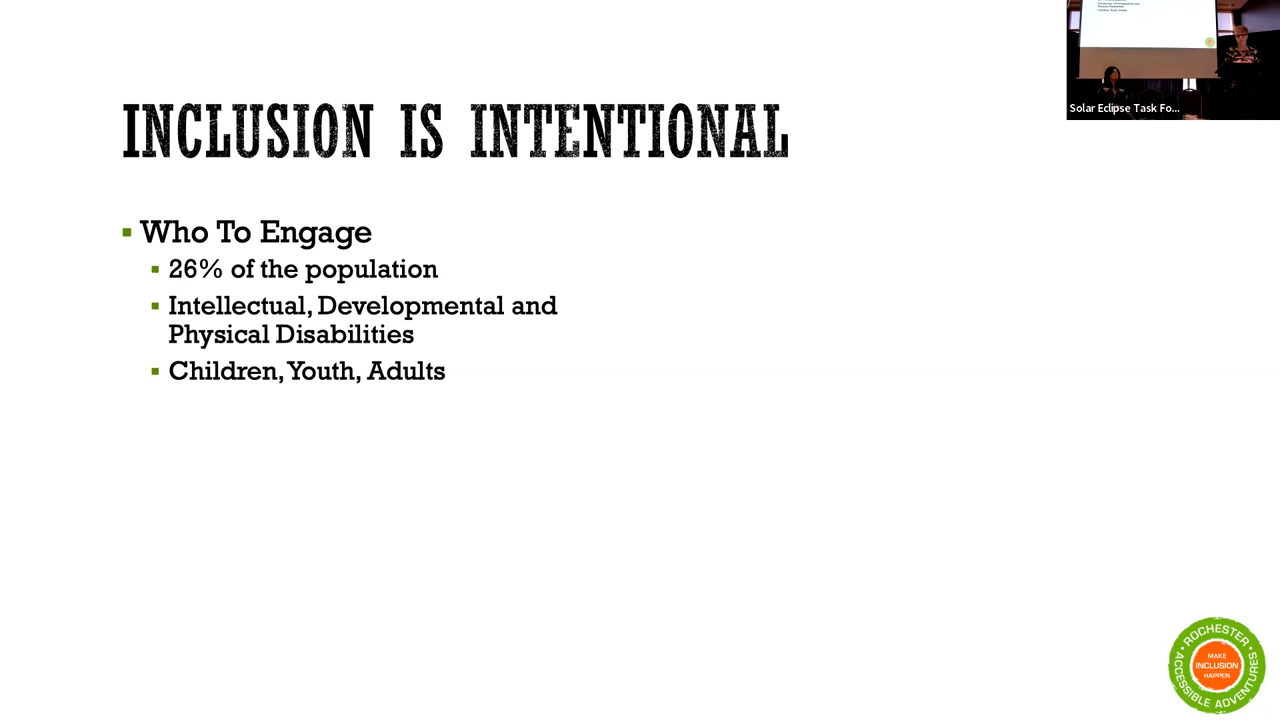 Solar Eclipse Task Fo...
INCLUSION IS INTENTIONAL
Who To Engage
26% of the population
Intellectual, Developmental and
Physical Disabilities
Children, Youth, Adults
ROCHESTER
ACCESSIBLE ADVENTURES
MAKE
INCLUSION
HAPPEN